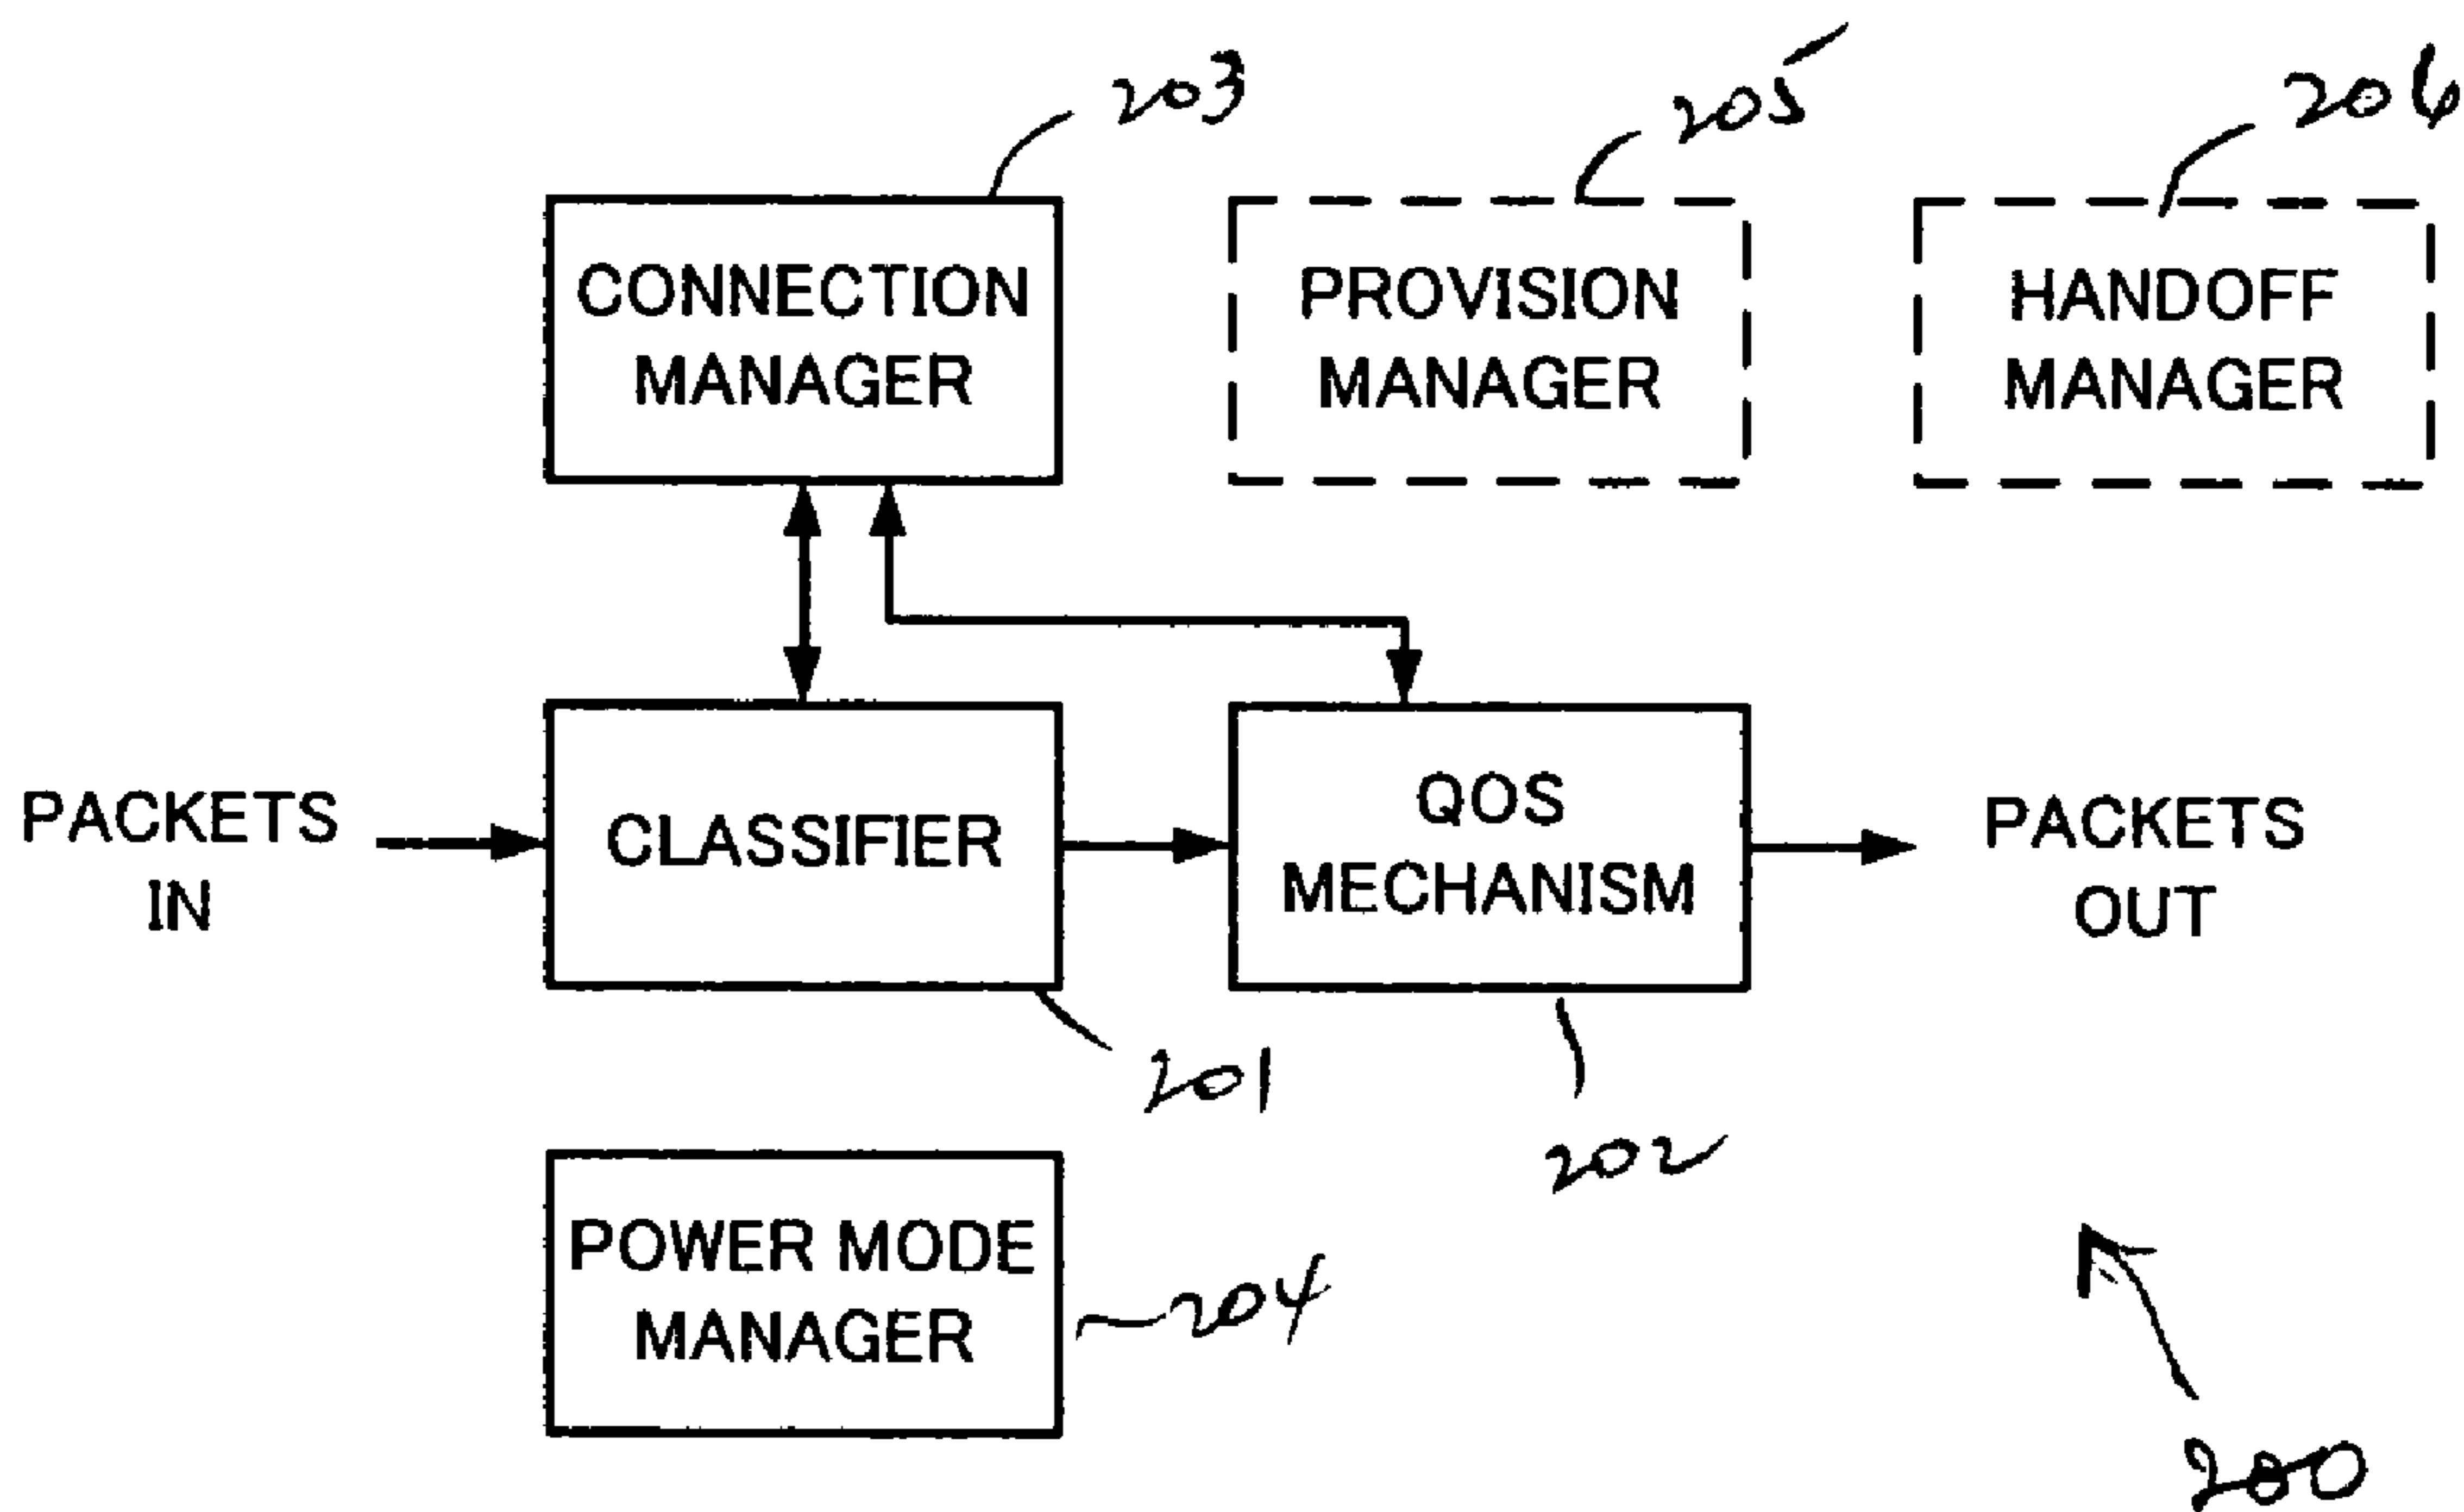 203
205
206
CONNECTION
MANAGER
PROVISION
MANAGER
HANDOFF
MANAGER
PACKETS
IN
CLASSIFIER
QOS
MECHANISM
PACKETS
OUT
201
202
POWER MODE
MANAGER
204
200